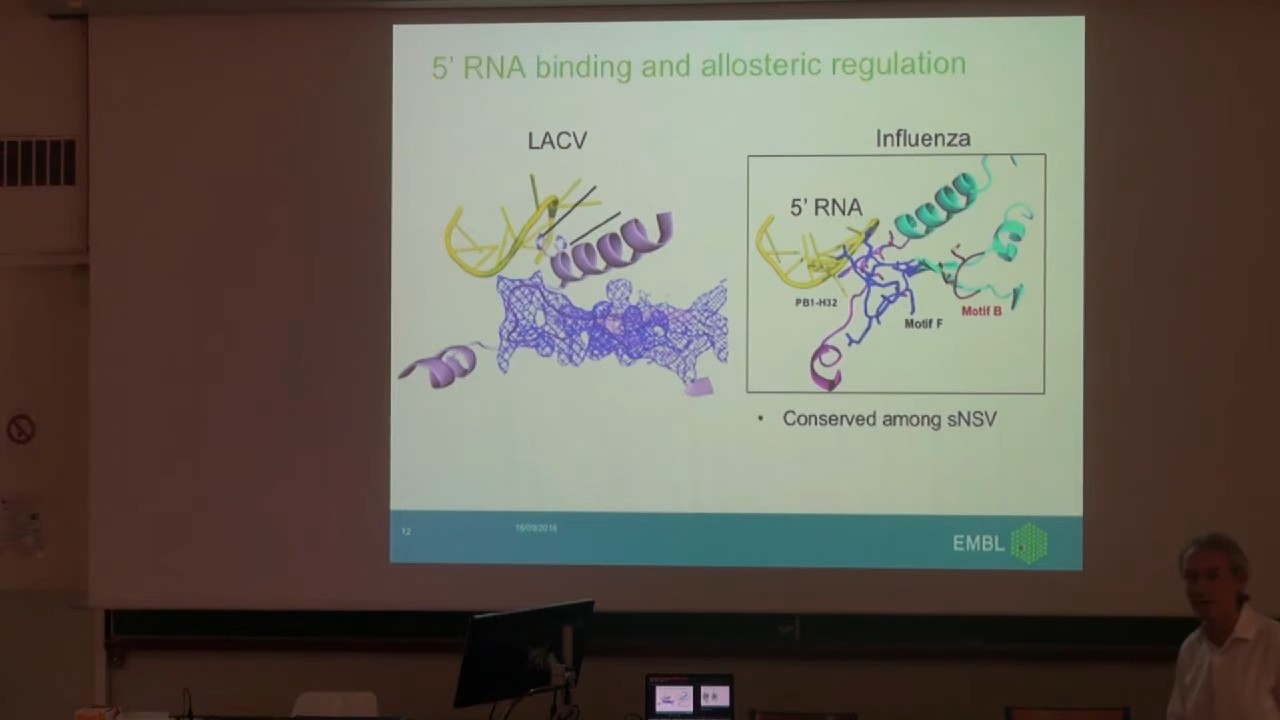 5' RNA binding and allosteric regulation
LACV
Influenza
5' RNA
PB1-H32
Motif F
Motif B
• Conserved among sNSV
12
16/09/2016
EMBL